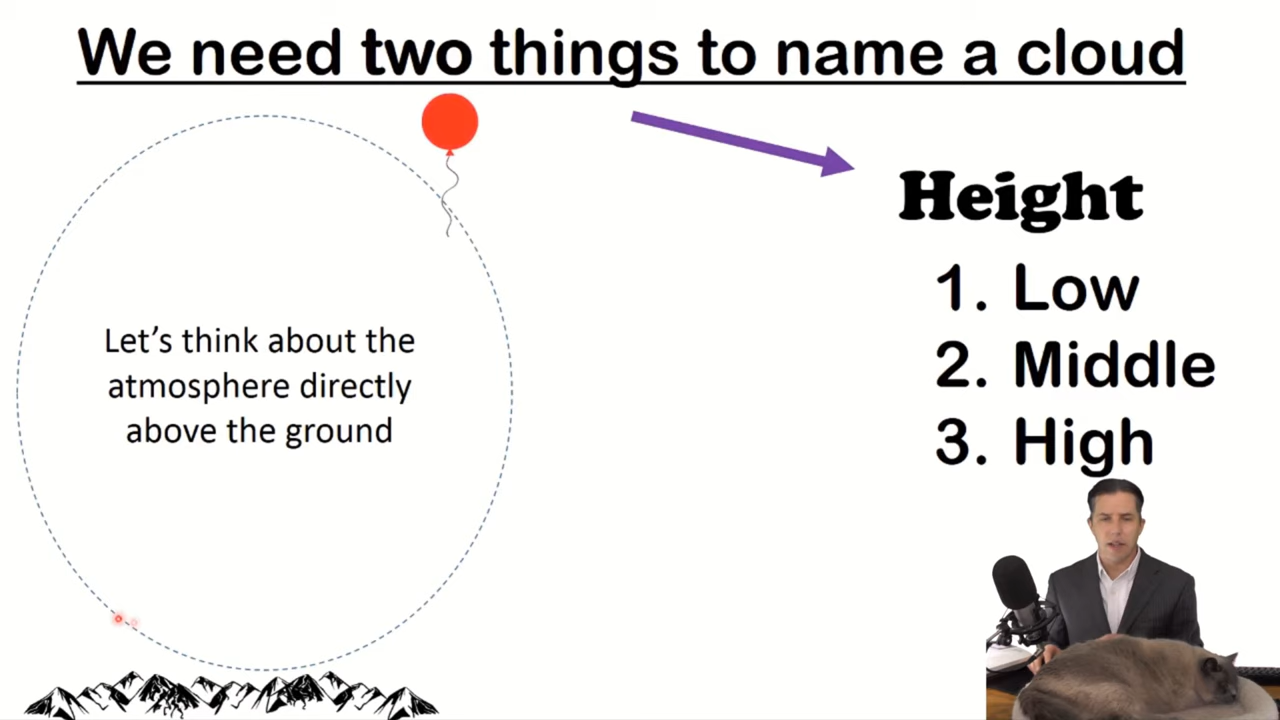 We need two things to name a cloud
Height
1. Low
2. Middle
3. High
Let’s think about the
atmosphere directly
above the ground